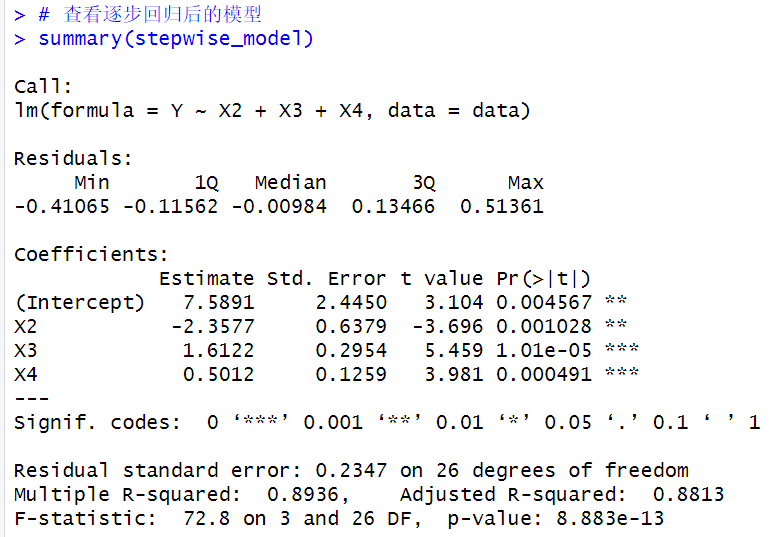 > # 查看逐步回归后的模型
> summary(stepwise_model)
Call:
lm(formula = Y ~ X2 + X3 + X4, data = data)
Residuals:
     Min       1Q   Median       3Q      Max
-0.41065 -0.11562 -0.00984  0.13466  0.51361
Coefficients:
            Estimate Std. Error t value Pr(>|t|)
(Intercept)   7.5891     2.4450   3.104 0.004567 **
X2           -2.3577     0.6379  -3.696 0.001028 **
X3            1.6122     0.2954   5.459 1.01e-05 ***
X4            0.5012     0.1259   3.981 0.000491 ***
---
Signif. codes:  0 ‘***’ 0.001 ‘**’ 0.01 ‘*’ 0.05 ‘.’ 0.1 ‘ ’ 1
Residual standard error: 0.2347 on 26 degrees of freedom
Multiple R-squared:  0.8936,    Adjusted R-squared:  0.8813
F-statistic:  72.8 on 3 and 26 DF,  p-value: 8.883e-13